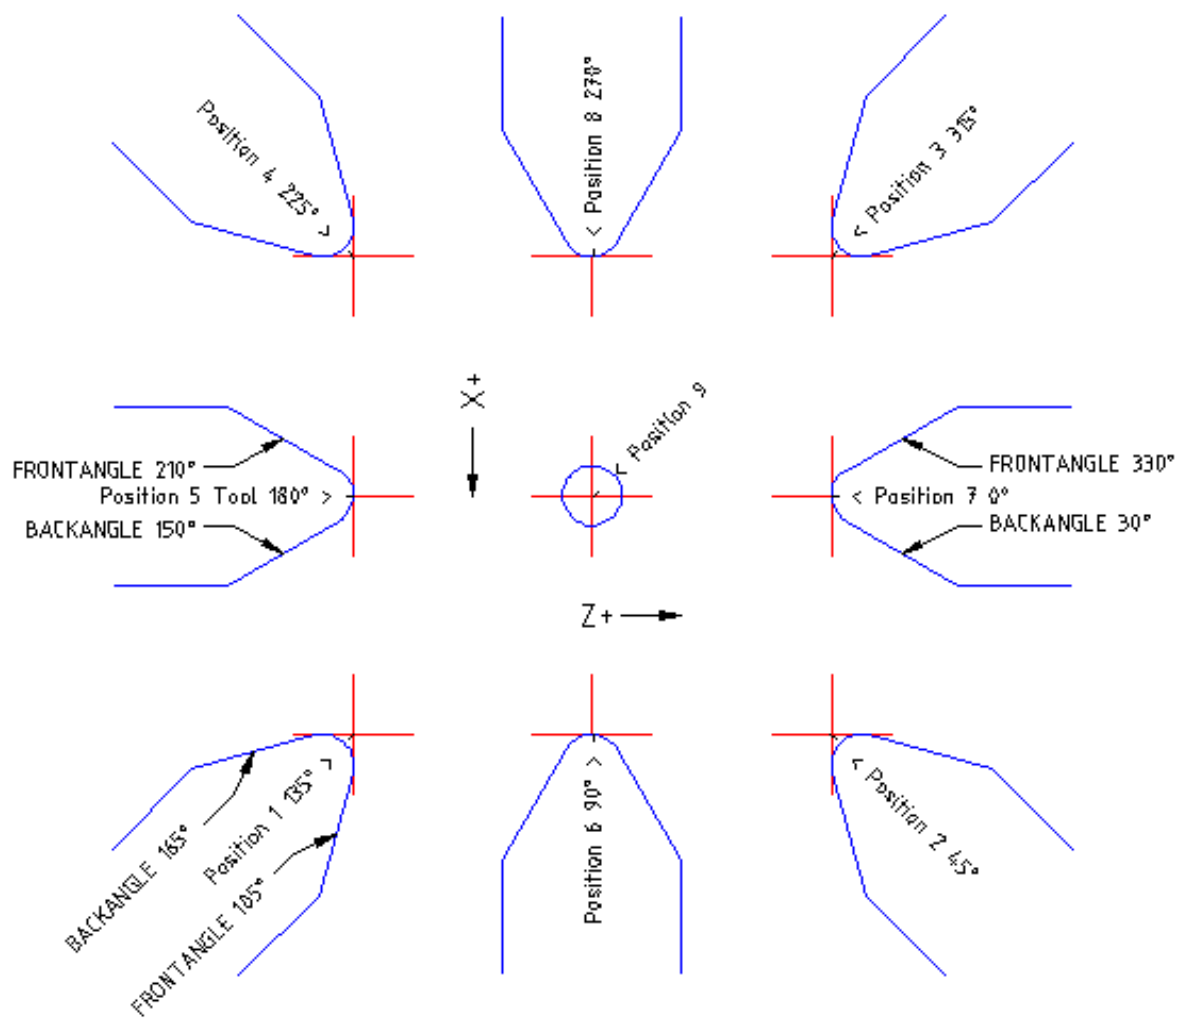 Position 4 225°
Position 8 270°
Position 3 315°
X+
Position 9
FRONTANGLE 210°
Position 5 Tool 180°
BACKANGLE 150°
FRONTANGLE 330°
Position 7 0°
BACKANGLE 30°
Z+
BACKANGLE 165°
Position 1 135°
FRONTANGLE 105°
Position 6 90°
Position 2 45°